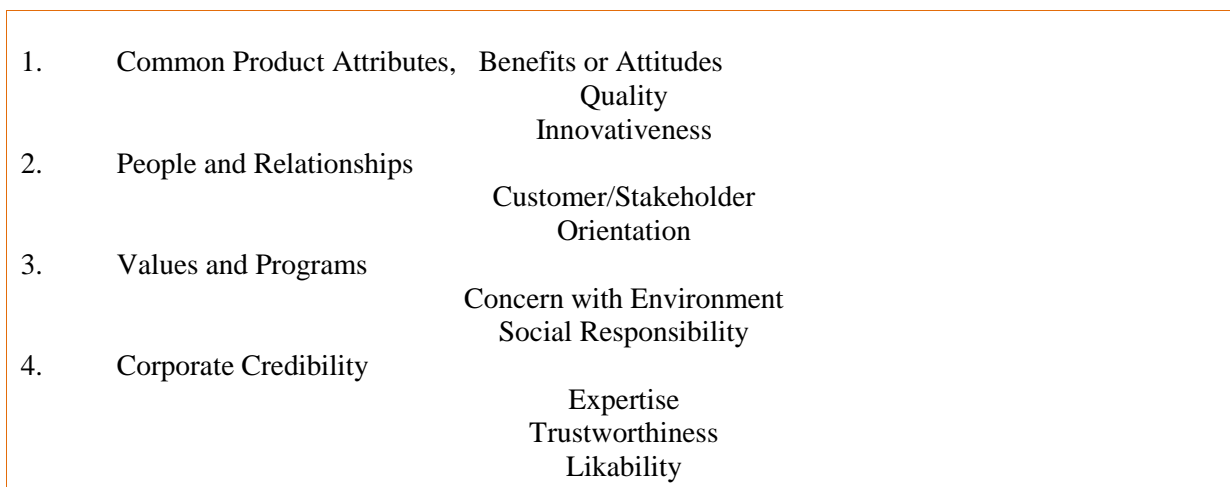 1. Common Product Attributes, Benefits or Attitudes
Quality
Innovativeness
2. People and Relationships
Customer/Stakeholder
Orientation
3. Values and Programs
Concern with Environment
Social Responsibility
4. Corporate Credibility
Expertise
Trustworthiness
Likability